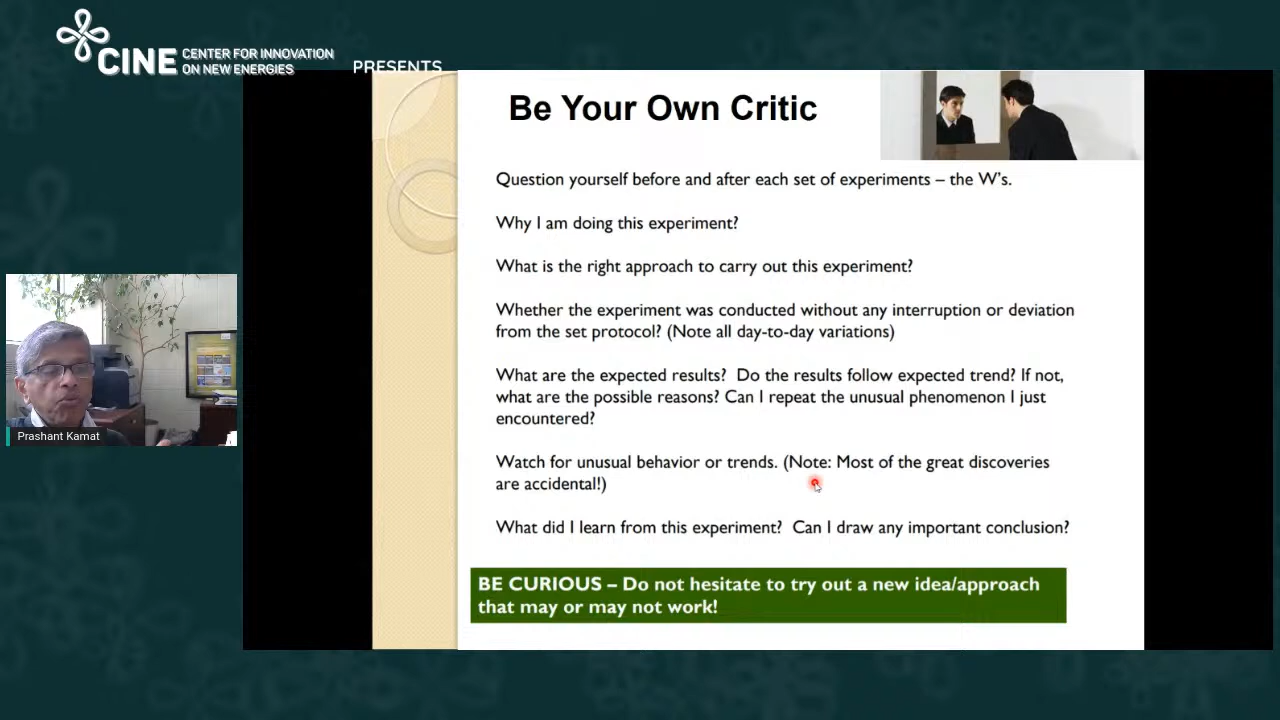 CINE
CENTER FOR INNOVATION
ON NEW ENERGIES
PRESENTS
Be Your Own Critic
Question yourself before and after each set of experiments – the W's.
Why I am doing this experiment?
What is the right approach to carry out this experiment?
Whether the experiment was conducted without any interruption or deviation
from the set protocol? (Note all day-to-day variations)
What are the expected results?  Do the results follow expected trend? If not,
what are the possible reasons? Can I repeat the unusual phenomenon I just
encountered?
Watch for unusual behavior or trends. (Note: Most of the great discoveries
are accidental!)
What did I learn from this experiment?  Can I draw any important conclusion?
BE CURIOUS – Do not hesitate to try out a new idea/approach
that may or may not work!
Prashant Kamat